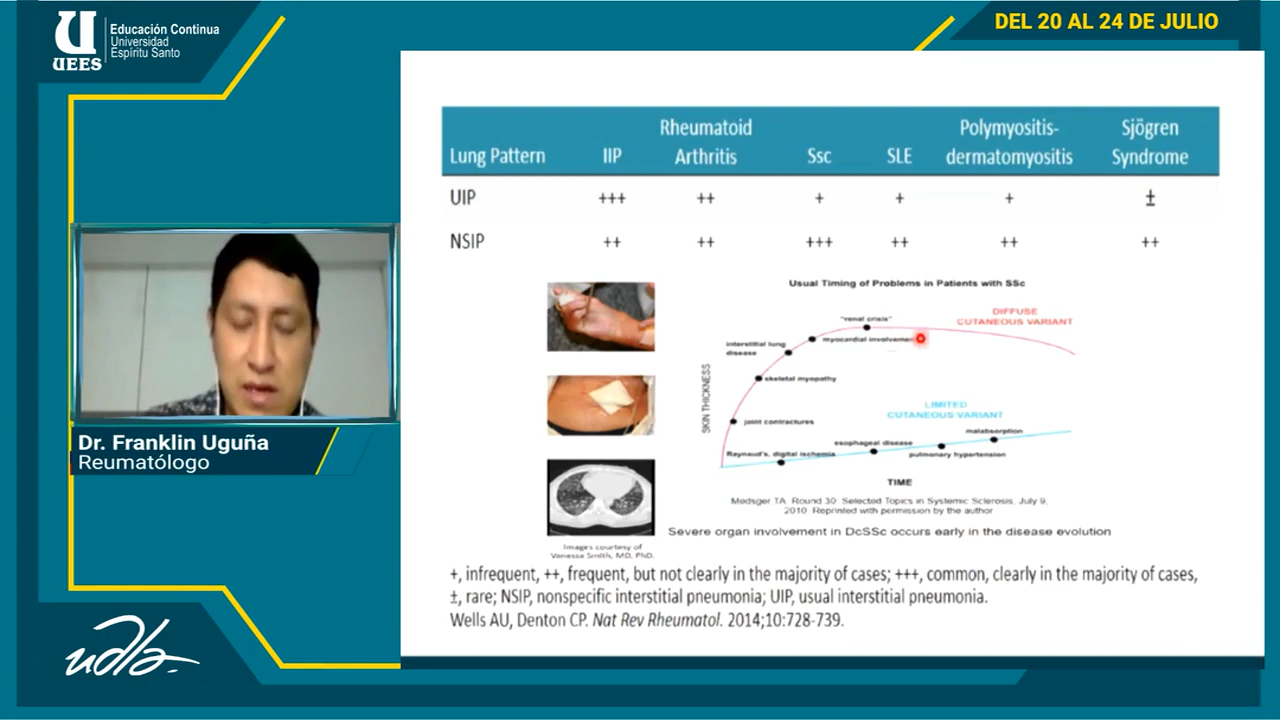 UEES
Educación Continua
Universidad
Espíritu Santo
DEL 20 AL 24 DE JULIO
Lung Pattern IIP Rheumatoid Arthritis Ssc SLE Polymyositis-dermatomyositis Sjögren Syndrome
UIP +++ ++ + + + ±
NSIP ++ ++ +++ ++ ++ ++
Usual Timing of Problems in Patients with SSc
DIFFUSE
CUTANEOUS VARIANT
"renal crisis"
myocardial involveme
interstitial lung
disease
skeletal myopathy
joint contractures
SKIN THICKNESS
LIMITED
CUTANEOUS VARIANT
malabsorption
esophageal disease
pulmonary hypertension
Raynaud's, digital ischemia
TIME
Medsger TA. Round 30: Selected Topics in Systemic Sclerosis. July 9,
2010. Reprinted with permission by the author
Severe organ involvement in DcSSc occurs early in the disease evolution
Images courtesy of
Vanessa Smith, MD, PhD.
+, infrequent, ++, frequent, but not clearly in the majority of cases; +++, common, clearly in the majority of cases,
±, rare; NSIP, nonspecific interstitial pneumonia; UIP, usual interstitial pneumonia.
Wells AU, Denton CP. Nat Rev Rheumatol. 2014;10:728-739.
Dr. Franklin Uguña
Reumatólogo
udla.